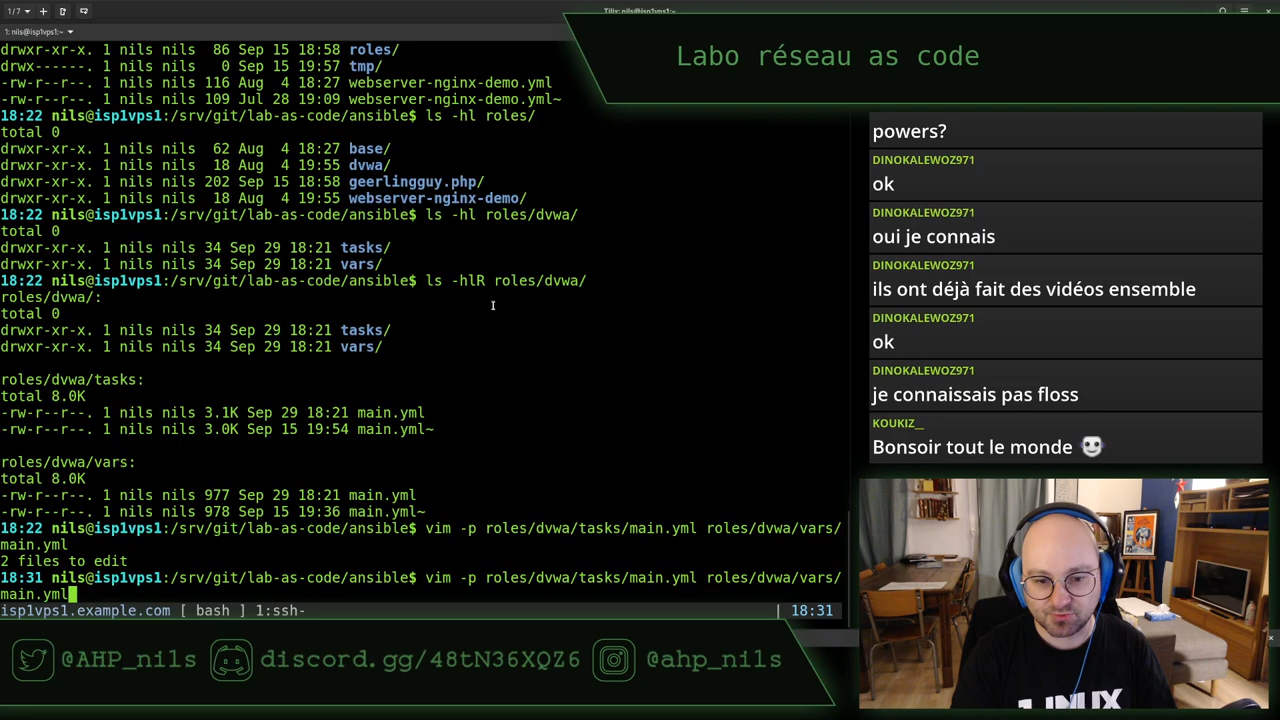 1/7
Tilix: nils@isp1vps1:~
1: nils@isp1vps1:~
drwxr-xr-x. 1 nils nils  86 Sep 15 18:58 roles/
drwx------. 1 nils nils   0 Sep 15 19:57 tmp/
-rw-r--r--. 1 nils nils 116 Aug  4 18:27 webserver-nginx-demo.yml
-rw-r--r--. 1 nils nils 109 Jul 28 19:09 webserver-nginx-demo.yml~
18:22 nils@isp1vps1:/srv/git/lab-as-code/ansible$ ls -hl roles/
total 0
drwxr-xr-x. 1 nils nils  62 Aug  4 18:27 base/
drwxr-xr-x. 1 nils nils  18 Aug  4 19:55 dvwa/
drwxr-xr-x. 1 nils nils 202 Sep 15 18:58 geerlingguy.php/
drwxr-xr-x. 1 nils nils  18 Aug  4 19:55 webserver-nginx-demo/
18:22 nils@isp1vps1:/srv/git/lab-as-code/ansible$ ls -hl roles/dvwa/
total 0
drwxr-xr-x. 1 nils nils 34 Sep 29 18:21 tasks/
drwxr-xr-x. 1 nils nils 34 Sep 29 18:21 vars/
18:22 nils@isp1vps1:/srv/git/lab-as-code/ansible$ ls -hlR roles/dvwa/
roles/dvwa/:
total 0
drwxr-xr-x. 1 nils nils 34 Sep 29 18:21 tasks/
drwxr-xr-x. 1 nils nils 34 Sep 29 18:21 vars/
roles/dvwa/tasks:
total 8.0K
-rw-r--r--. 1 nils nils 3.1K Sep 29 18:21 main.yml
-rw-r--r--. 1 nils nils 3.0K Sep 15 19:54 main.yml~
roles/dvwa/vars:
total 8.0K
-rw-r--r--. 1 nils nils 977 Sep 29 18:21 main.yml
-rw-r--r--. 1 nils nils 978 Sep 15 19:36 main.yml~
18:22 nils@isp1vps1:/srv/git/lab-as-code/ansible$ vim -p roles/dvwa/tasks/main.yml roles/dvwa/vars/
main.yml
2 files to edit
18:31 nils@isp1vps1:/srv/git/lab-as-code/ansible$ vim -p roles/dvwa/tasks/main.yml roles/dvwa/vars/
main.yml
isp1vps1.example.com [ bash ] 1:ssh- | 18:31
Labo réseau as code
powers?
DINOKALEWOZ971
ok
DINOKALEWOZ971
oui je connais
DINOKALEWOZ971
ils ont déjà fait des vidéos ensemble
DINOKALEWOZ971
ok
DINOKALEWOZ971
je connaissais pas floss
KOUKIZ__
Bonsoir tout le monde
@AHP_nils discord.gg/48tN36XQZ6 @ahp_nils
LINUX